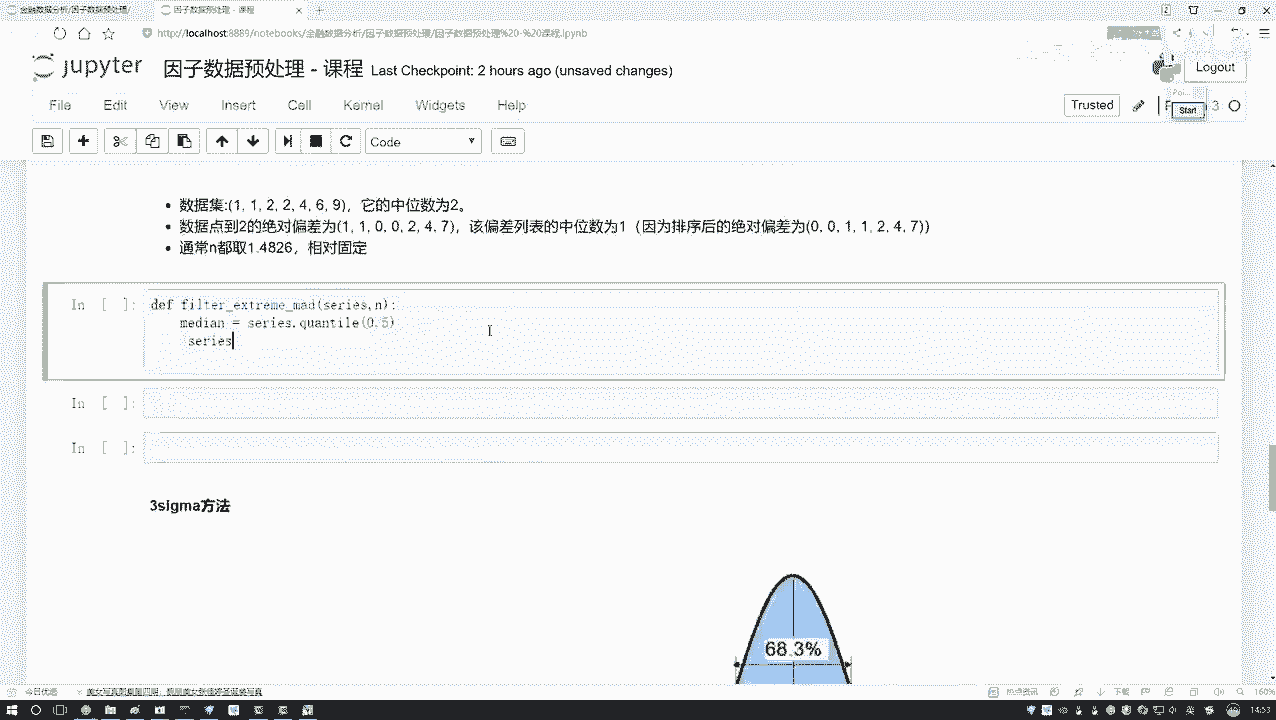 金融数据分析/因子数据预处理/
因子数据预处理 - 课程
http://localhost:8889/notebooks/金融数据分析/因子数据预处理/因子数据预处理%20-%20课程.ipynb
jupyter 因子数据预处理 - 课程 Last Checkpoint: 2 hours ago (unsaved changes)
Logout
File Edit View Insert Cell Kernel Widgets Help
Trusted
3
Start
Code
数据集:(1, 1, 2, 2, 4, 6, 9)，它的中位数为2。
数据点到2的绝对偏差为(1, 1, 0, 0, 2, 4, 7)，该偏差列表的中位数为1（因为排序后的绝对偏差为(0, 0, 1, 1, 2, 4, 7)）
通常n都取1.4826，相对固定
In [ ]: def filter_extreme_mad(series,n):
median = series.quantile(0.5)
series
In [ ]:
In [ ]:
3sigma方法
68.3%
今日优选
热点资讯
下载
160%